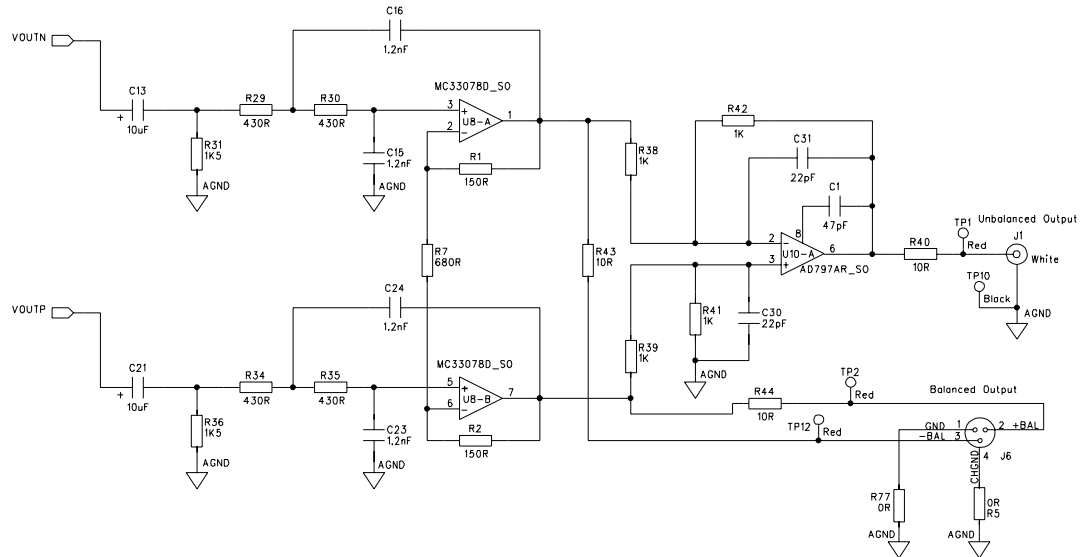 VOUTN
C13
+
10uF
R31
1K5
AGND
R29
430R
R30
430R
C16
1,2nF
C15
1,2nF
AGND
MC33078D_SO
3
+
2
−
U8-A
1
R1
150R
R7
680R
VOUTP
C21
+
10uF
R36
1K5
AGND
R34
430R
R35
430R
C24
1,2nF
C23
1,2nF
AGND
MC33078D_SO
5
+
6
−
U8-B
7
R2
150R
R43
10R
R38
1K
R39
1K
R42
1K
C31
22pF
C1
47pF
8
2
−
3
+
U10-A
6
AD797AR_SO
R41
1K
C30
22pF
AGND
R40
10R
TP1
Red
Unbalanced Output
J1
White
TP10
Black
AGND
R44
10R
TP2
Red
TP12
Red
Balanced Output
GND
1
2
+BAL
-BAL
3
4
J6
CHGND
R77
0R
AGND
0R
R5
AGND